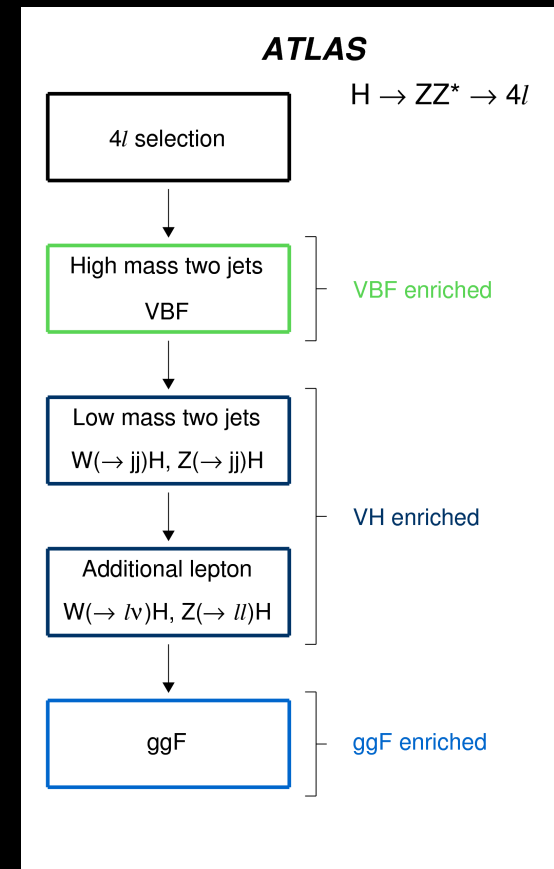 ATLAS
H → ZZ* → 4l
4l selection
High mass two jets
VBF
VBF enriched
Low mass two jets
W(→ jj)H, Z(→ jj)H
VH enriched
Additional lepton
W(→ lν)H, Z(→ ll)H
ggF
ggF enriched